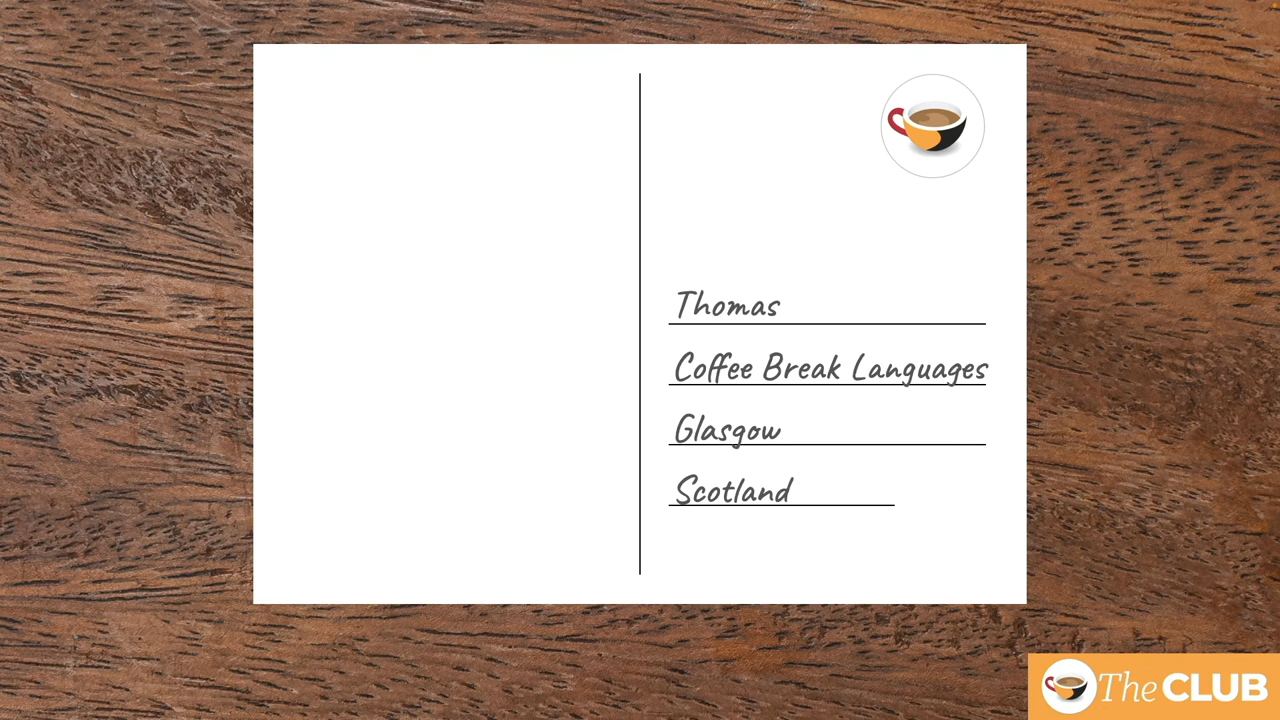 Thomas
Coffee Break Languages
Glasgow
Scotland
The CLUB